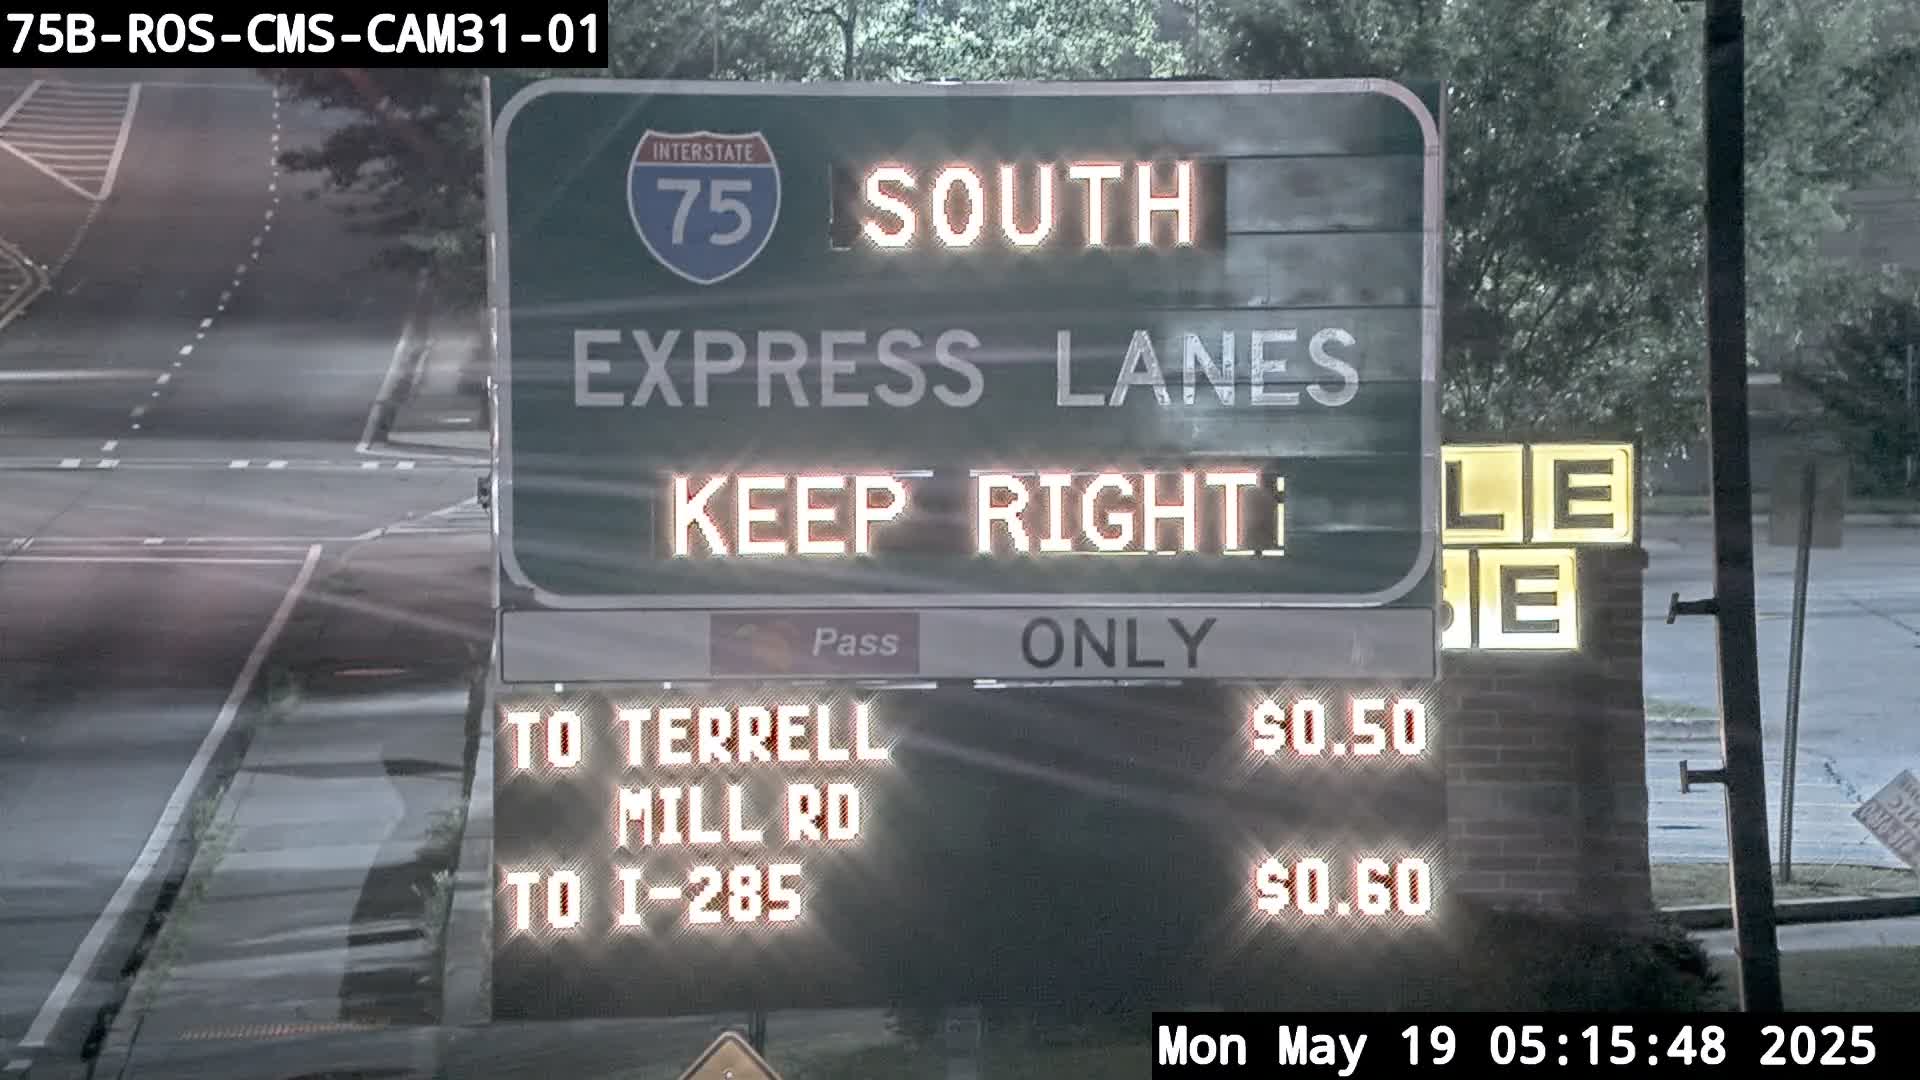 75B-ROS-CMS-CAM31-01
INTERSTATE
75
SOUTH
EXPRESS LANES
KEEP RIGHT
Pass ONLY
TO TERRELL $0.50
MILL RD
TO I-285 $0.60
LE
E
Mon May 19 05:15:48 2025